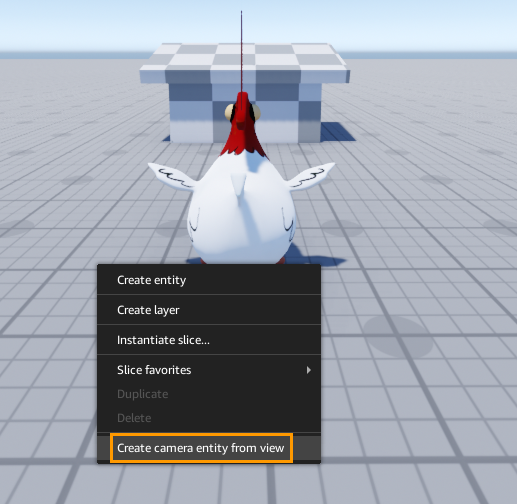 Create entity
Create layer
Instantiate slice...
Slice favorites
Duplicate
Delete
Create camera entity from view